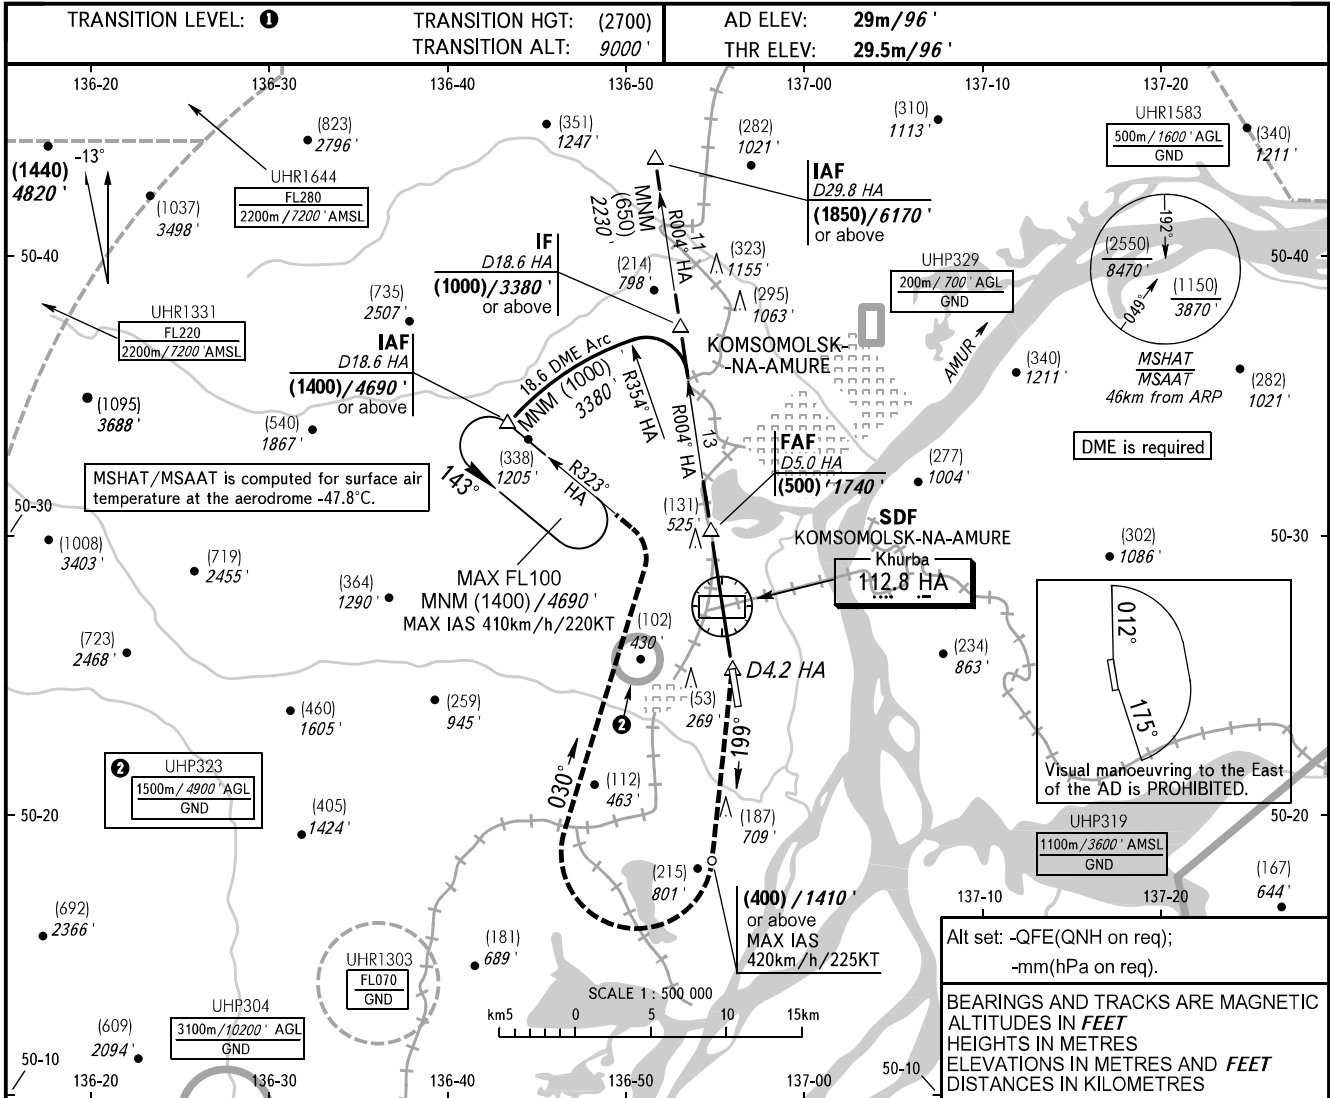 TRANSITION LEVEL: ❶
TRANSITION HGT: (2700)
TRANSITION ALT: 9000 '
AD ELEV: 29m/96 '
THR ELEV: 29.5m/96 '
136-20
136-30
136-40
136-50
137-00
137-10
137-20
(1440)
4820 '
-13°
(1037)
3498 '
(823)
2796 '
UHR1644
FL280
2200m/7200 ' AMSL
(351)
1247 '
(282)
1021 '
(310)
1113 '
UHR1583
500m/1600 ' AGL
GND
(340)
1211 '
IAF
D29.8 HA
(1850)/6170 '
or above
MNM
(650)
2230 '
R004° HA
11
IF
D18.6 HA
(1000)/3380 '
or above
(214)
798 '
(323)
1155 '
(295)
1063 '
50-40
UHP329
200m/700 ' AGL
GND
192°
(2550)
8470 '
(1150)
3870 '
049°
MSHAT
MSAAT
46km from ARP
50-40
UHR1331
FL220
2200m/7200 ' AMSL
(735)
2507 '
IAF
D18.6 HA
(1400)/4690 '
or above
18.6 DME Arc
MNM (1000)
3380 '
R354° HA
R004° HA
13
KOMSOMOLSK-
-NA-AMURE
AMUR
(340)
1211 '
(282)
1021 '
(1095)
3688 '
(540)
1867 '
(338)
1205 '
R323°
HA
143°
FAF
D5.0 HA
(500) '1740 '
DME is required
(277)
1004 '
MSHAT/MSAAT is computed for surface air
temperature at the aerodrome -47.8°C.
50-30
(131)
525 '
SDF
KOMSOMOLSK-NA-AMURE
Khurba
112.8 HA
(302)
1086 '
50-30
(1008)
3403 '
(719)
2455 '
(364)
1290 '
MAX FL100
MNM (1400)/4690 '
MAX IAS 410km/h/220KT
(102)
430 '
D4.2 HA
(234)
863 '
012°
175°
Visual manoeuvring to the East
of the AD is PROHIBITED.
(723)
2468 '
(460)
1605 '
(259)
945 '
(53)
269 '
❷
199°
030°
(112)
463 '
❷ UHP323
1500m/4900 ' AGL
GND
50-20
(405)
1424 '
(187)
709 '
50-20
UHP319
1100m/3600 ' AMSL
GND
(215)
801 '
(400) /1410 '
or above
MAX IAS
420km/h/225KT
137-10
137-20
(167)
644 '
(692)
2366 '
(181)
689 '
UHR1303
FL070
GND
Alt set: -QFE(QNH on req);
-mm(hPa on req).
SCALE 1 : 500 000
km5
0
5
10
15km
UHP304
3100m/10200 ' AGL
GND
(609)
2094 '
50-10
50-10
136-20
136-30
136-40
136-50
137-00
BEARINGS AND TRACKS ARE MAGNETIC
ALTITUDES IN FEET
HEIGHTS IN METRES
ELEVATIONS IN METRES AND FEET
DISTANCES IN KILOMETRES